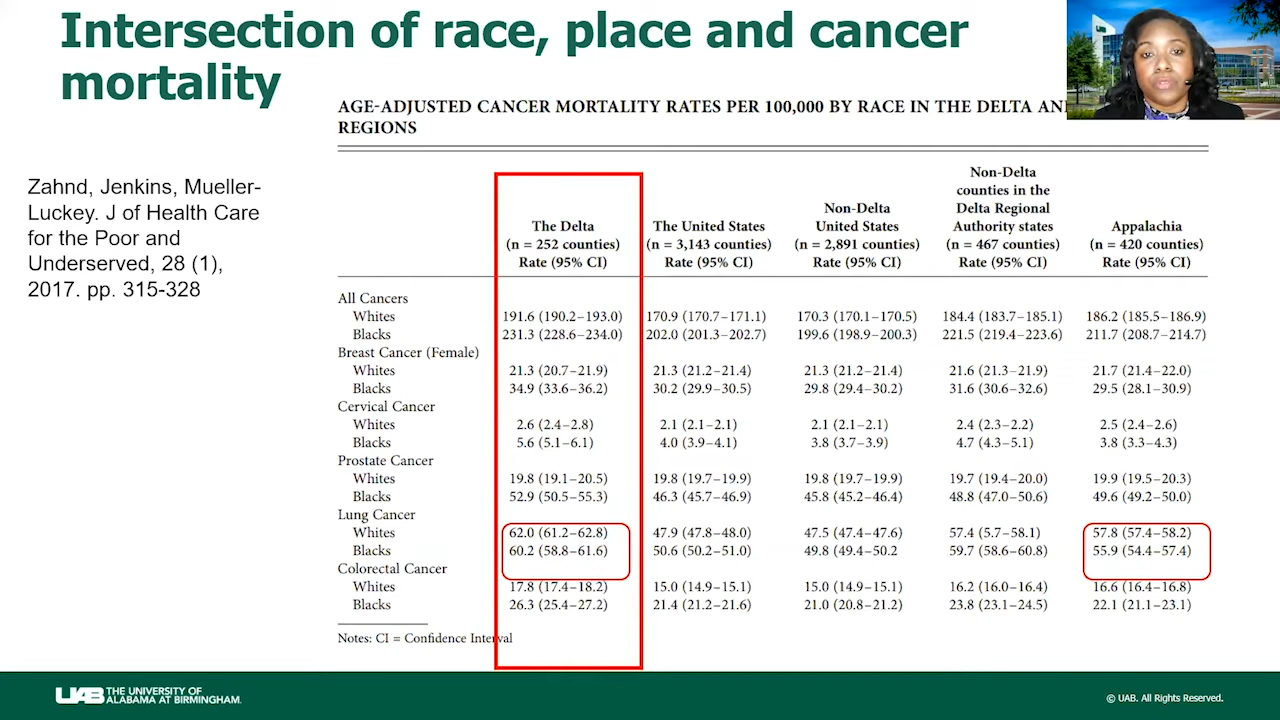 Intersection of race, place and cancer
mortality
AGE-ADJUSTED CANCER MORTALITY RATES PER 100,000 BY RACE IN THE DELTA AND
REGIONS
Zahnd, Jenkins, Mueller-
Luckey. J of Health Care
for the Poor and
Underserved, 28 (1),
2017. pp. 315-328
Non-Delta
counties in the
Non-Delta Delta Regional
The Delta The United States United States Authority states Appalachia
(n = 252 counties) (n = 3,143 counties) (n = 2,891 counties) (n = 467 counties) (n = 420 counties)
Rate (95% CI) Rate (95% CI) Rate (95% CI) Rate (95% CI) Rate (95% CI)
All Cancers
Whites 191.6 (190.2–193.0) 170.9 (170.7–171.1) 170.3 (170.1–170.5) 184.4 (183.7–185.1) 186.2 (185.5–186.9)
Blacks 231.3 (228.6–234.0) 202.0 (201.3–202.7) 199.6 (198.9–200.3) 221.5 (219.4–223.6) 211.7 (208.7–214.7)
Breast Cancer (Female)
Whites 21.3 (20.7–21.9) 21.3 (21.2–21.4) 21.3 (21.2–21.4) 21.6 (21.3–21.9) 21.7 (21.4–22.0)
Blacks 34.9 (33.6–36.2) 30.2 (29.9–30.5) 29.8 (29.4–30.2) 31.6 (30.6–32.6) 29.5 (28.1–30.9)
Cervical Cancer
Whites 2.6 (2.4–2.8) 2.1 (2.1–2.1) 2.1 (2.1–2.1) 2.4 (2.3–2.2) 2.5 (2.4–2.6)
Blacks 5.6 (5.1–6.1) 4.0 (3.9–4.1) 3.8 (3.7–3.9) 4.7 (4.3–5.1) 3.8 (3.3–4.3)
Prostate Cancer
Whites 19.8 (19.1–20.5) 19.8 (19.7–19.9) 19.8 (19.7–19.9) 19.7 (19.4–20.0) 19.9 (19.5–20.3)
Blacks 52.9 (50.5–55.3) 46.3 (45.7–46.9) 45.8 (45.2–46.4) 48.8 (47.0–50.6) 49.6 (49.2–50.0)
Lung Cancer
Whites 62.0 (61.2–62.8) 47.9 (47.8–48.0) 47.5 (47.4–47.6) 57.4 (5.7–58.1) 57.8 (57.4–58.2)
Blacks 60.2 (58.8–61.6) 50.6 (50.2–51.0) 49.8 (49.4–50.2 59.7 (58.6–60.8) 55.9 (54.4–57.4)
Colorectal Cancer
Whites 17.8 (17.4–18.2) 15.0 (14.9–15.1) 15.0 (14.9–15.1) 16.2 (16.0–16.4) 16.6 (16.4–16.8)
Blacks 26.3 (25.4–27.2) 21.4 (21.2–21.6) 21.0 (20.8–21.2) 23.8 (23.1–24.5) 22.1 (21.1–23.1)
Notes: CI = Confidence Interval
UAB THE UNIVERSITY OF
ALABAMA AT BIRMINGHAM.
© UAB. All Rights Reserved.